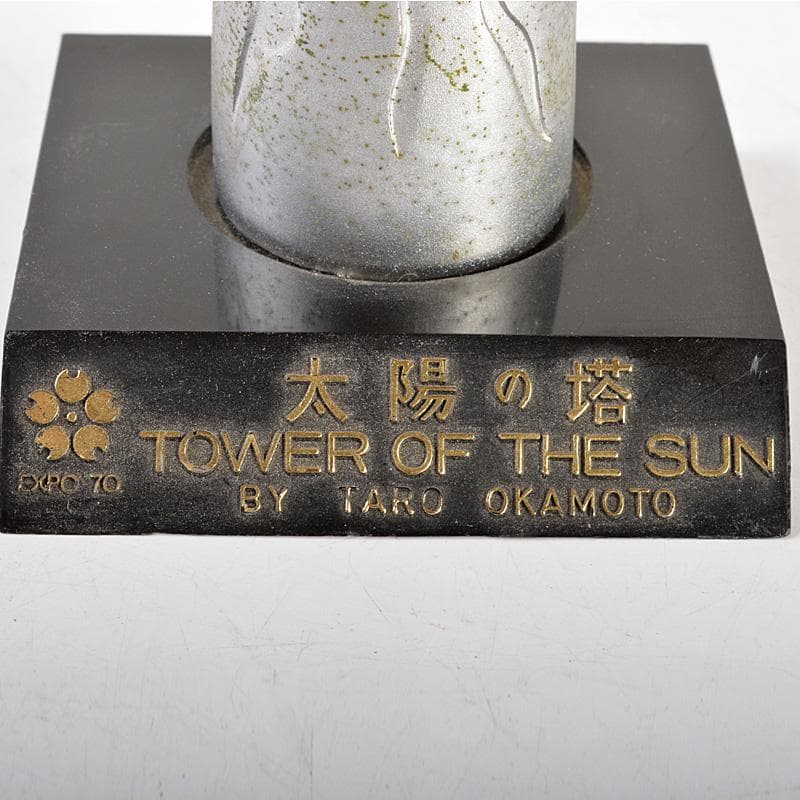 太陽の塔
TOWER OF THE SUN
BY TARO OKAMOTO
EXPO '70